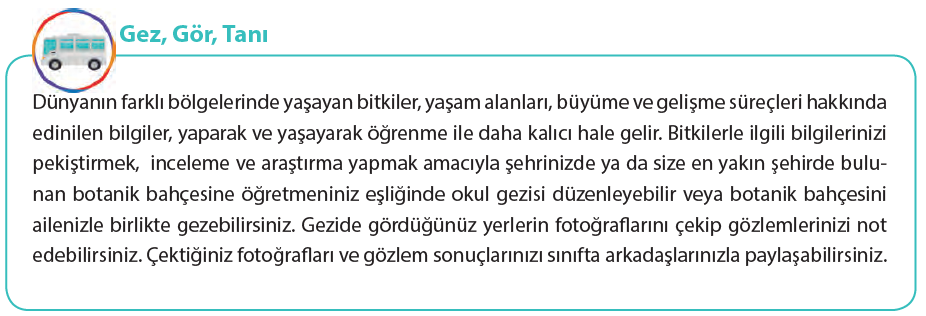 Gez, Gör, Tanı
Dünyanın farklı bölgelerinde yaşayan bitkiler, yaşam alanları, büyüme ve gelişme süreçleri hakkında
edinilen bilgiler, yaparak ve yaşayarak öğrenme ile daha kalıcı hale gelir. Bitkilerle ilgili bilgilerinizi
pekiştirmek, inceleme ve araştırma yapmak amacıyla şehrinizde ya da size en yakın şehirde bulu-
nan botanik bahçesine öğretmeniniz eşliğinde okul gezisi düzenleyebilir veya botanik bahçesini
ailenizle birlikte gezebilirsiniz. Gezide gördüğünüz yerlerin fotoğraflarını çekip gözlemlerinizi not
edebilirsiniz. Çektiğiniz fotoğrafları ve gözlem sonuçlarınızı sınıfta arkadaşlarınızla paylaşabilirsiniz.